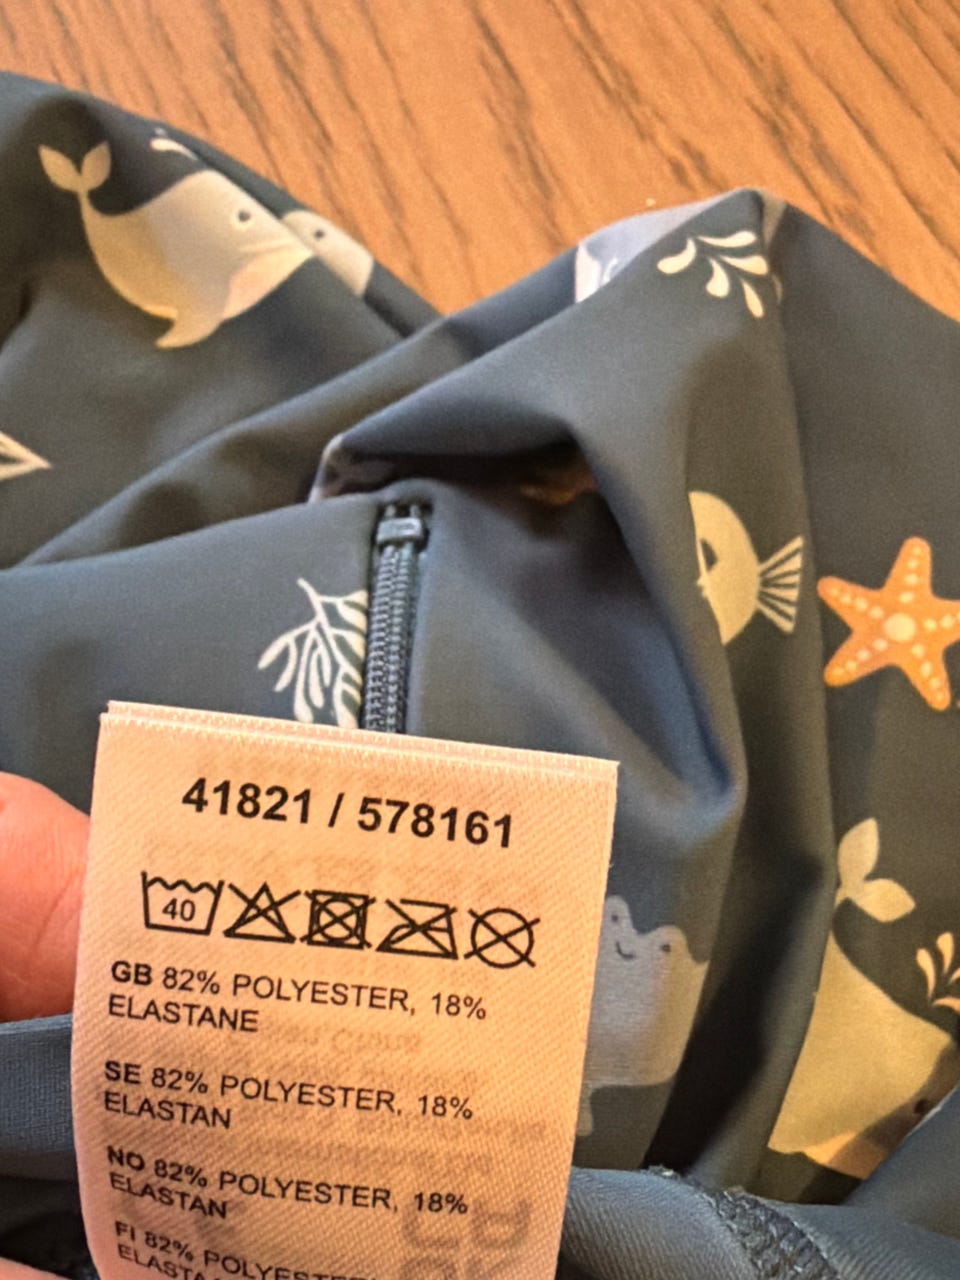 41821 / 578161
40
GB 82% POLYESTER, 18%
ELASTANE
SE 82% POLYESTER, 18%
ELASTAN
NO 82% POLYESTER, 18%
ELASTAN
FI 82% POLYESTER